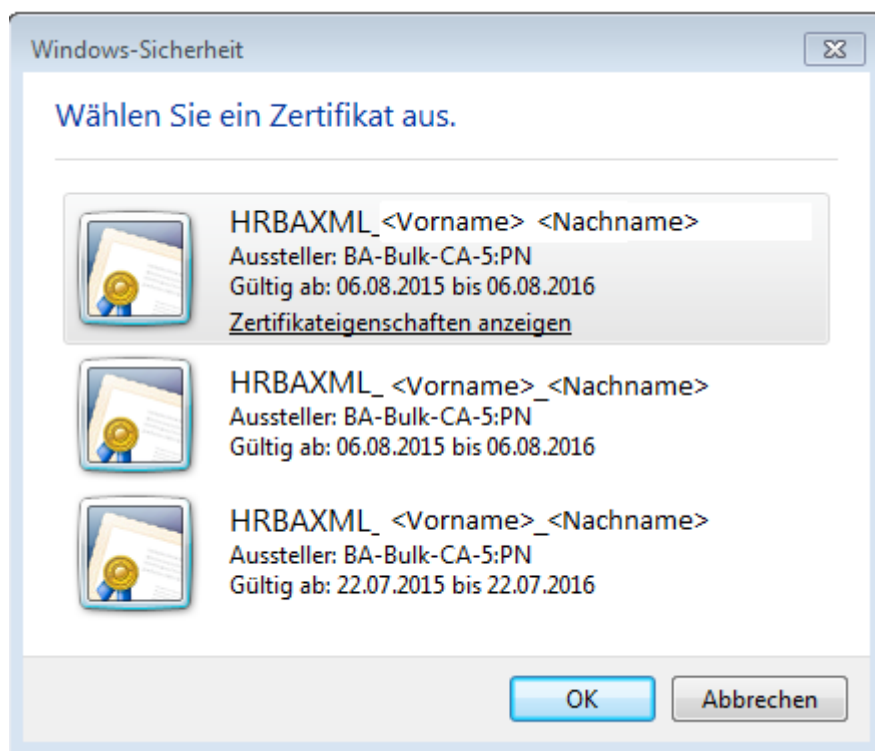 Windows-Sicherheit
Wählen Sie ein Zertifikat aus.
HRBAXML_<Vorname> <Nachname>
Aussteller: BA-Bulk-CA-5:PN
Gültig ab: 06.08.2015 bis 06.08.2016
Zertifikateigenschaften anzeigen
HRBAXML_ <Vorname>_<Nachname>
Aussteller: BA-Bulk-CA-5:PN
Gültig ab: 06.08.2015 bis 06.08.2016
HRBAXML_ <Vorname>_<Nachname>
Aussteller: BA-Bulk-CA-5:PN
Gültig ab: 22.07.2015 bis 22.07.2016
OK Abbrechen